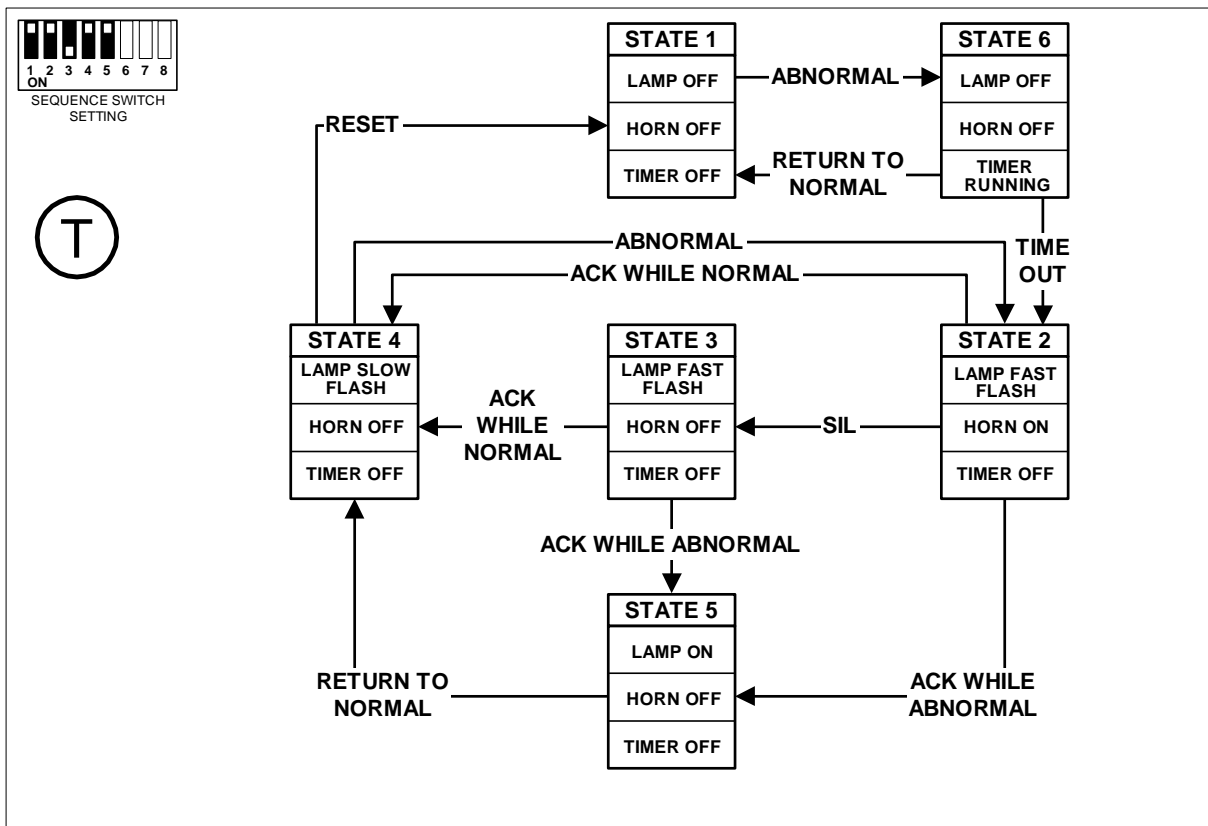 1 2 3 4 5 6 7 8
ON
SEQUENCE SWITCH
SETTING
T
STATE 1
LAMP OFF
HORN OFF
TIMER OFF
ABNORMAL
STATE 6
LAMP OFF
HORN OFF
TIMER
RUNNING
RESET
RETURN TO
NORMAL
ABNORMAL
ACK WHILE NORMAL
TIME
OUT
STATE 4
LAMP SLOW
FLASH
HORN OFF
TIMER OFF
ACK
WHILE
NORMAL
STATE 3
LAMP FAST
FLASH
HORN OFF
TIMER OFF
SIL
STATE 2
LAMP FAST
FLASH
HORN ON
TIMER OFF
ACK WHILE ABNORMAL
STATE 5
LAMP ON
HORN OFF
TIMER OFF
RETURN TO
NORMAL
ACK WHILE
ABNORMAL